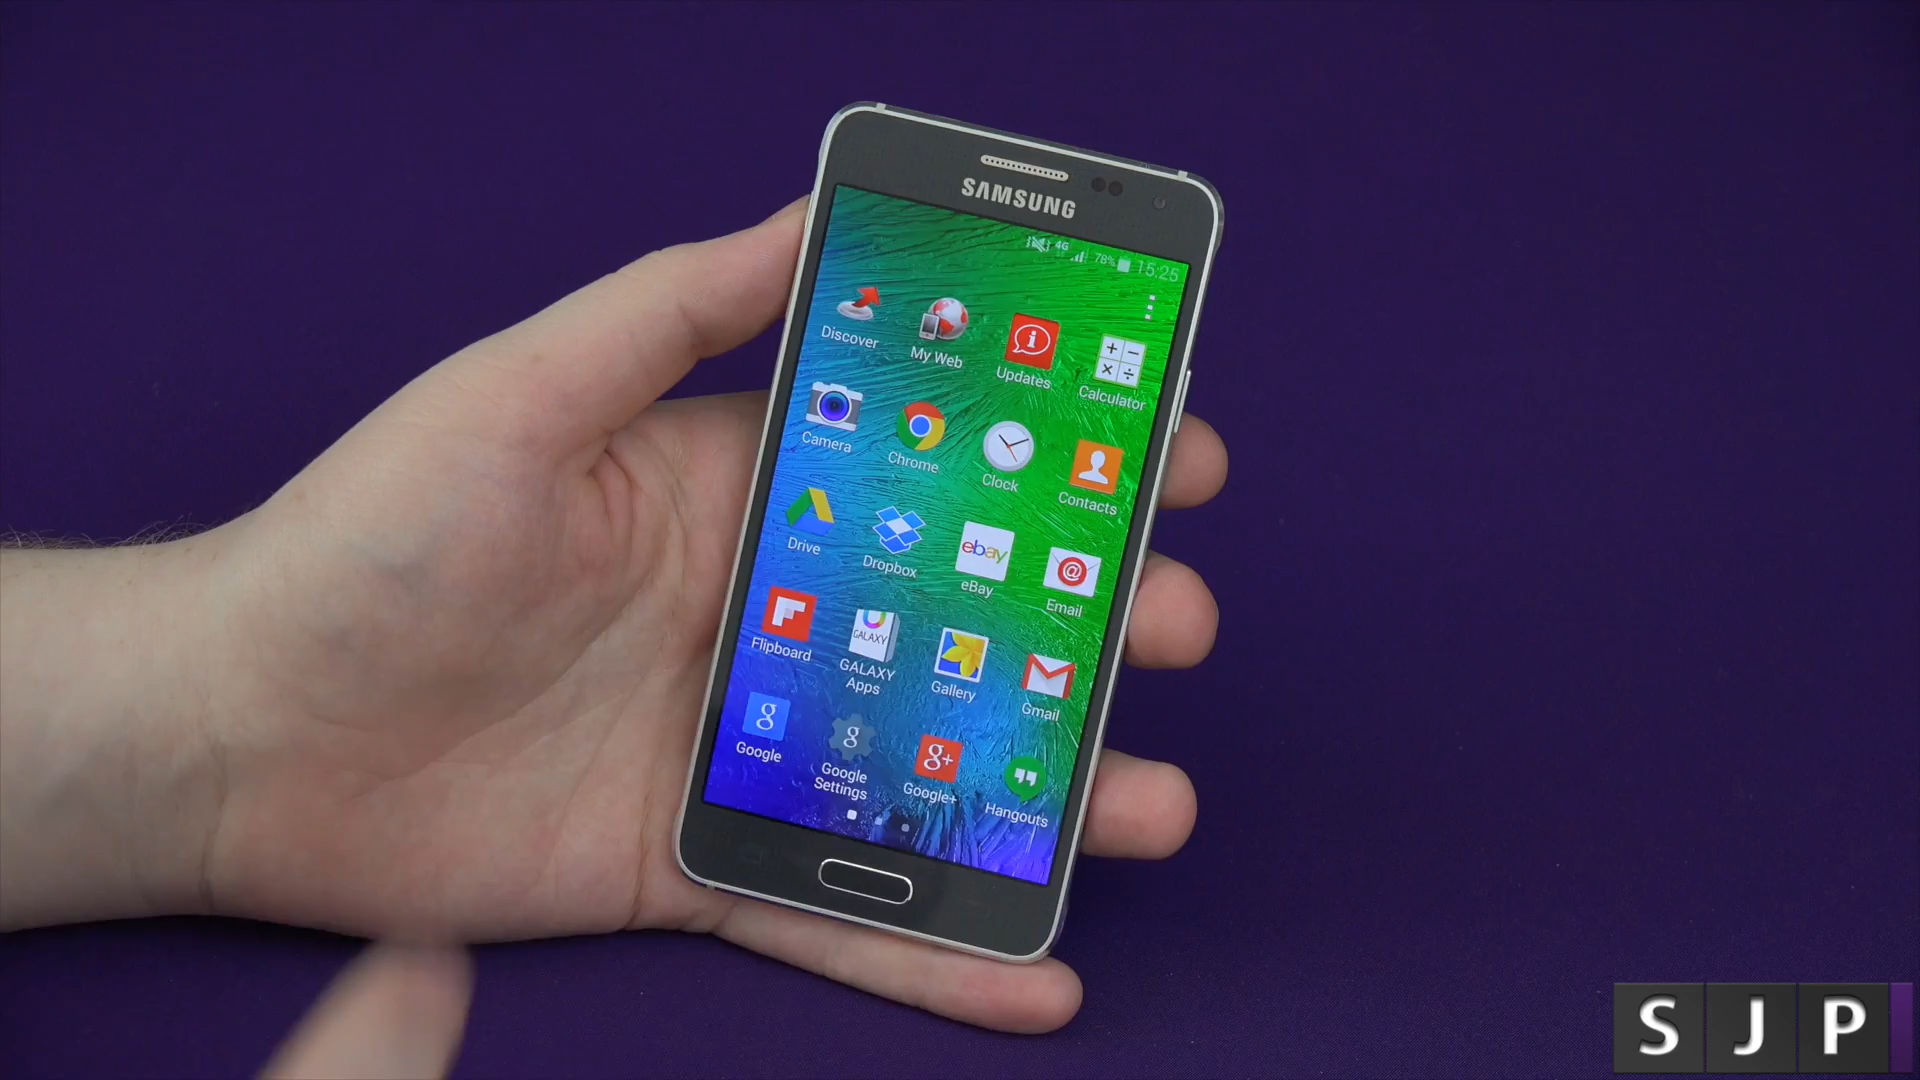 SAMSUNG
4G 78% 15:25
Discover My Web Updates Calculator
Camera Chrome Clock Contacts
Drive Dropbox eBay Email
ebay
Flipboard GALAXY Apps Gallery Gmail
GALAXY
Google Google Settings Google+ Hangouts
g g g+
SJP